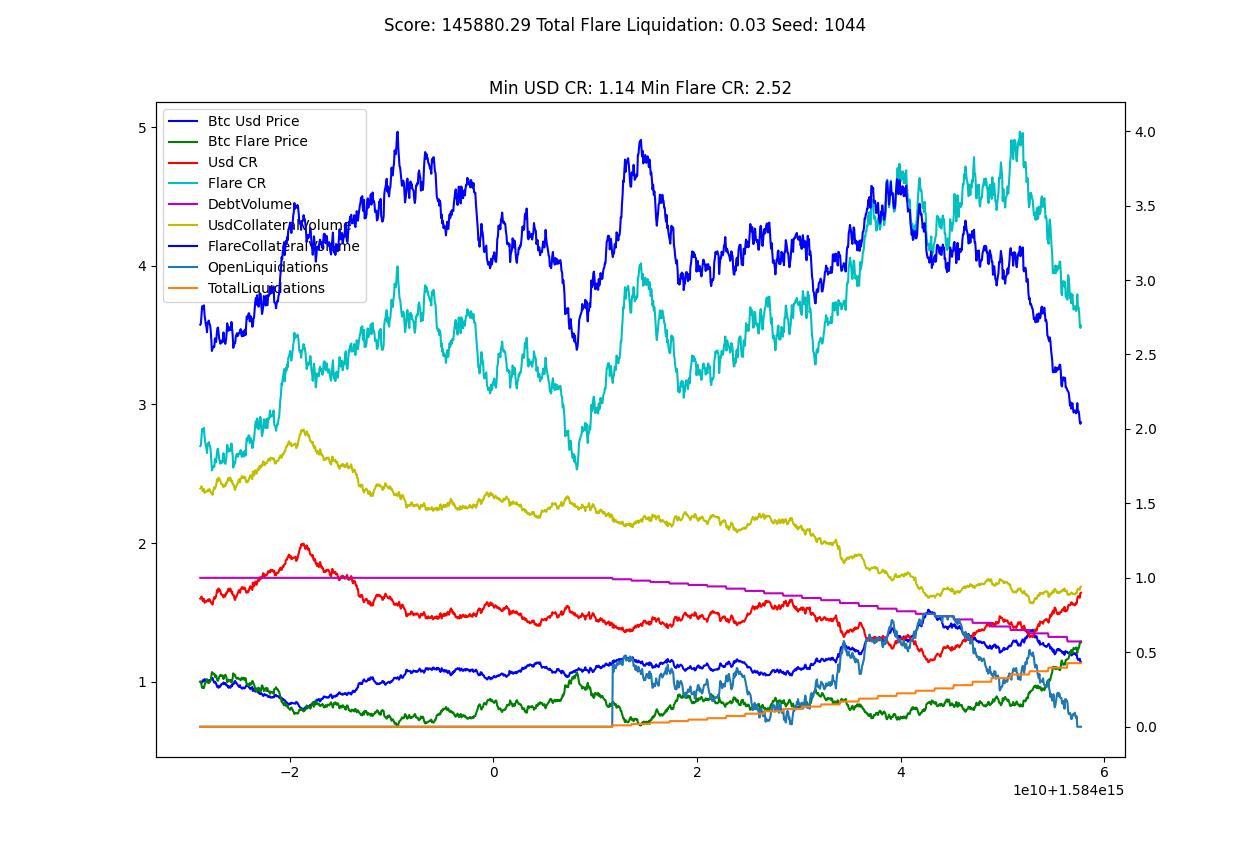 Score: 145880.29 Total Flare Liquidation: 0.03 Seed: 1044
Min USD CR: 1.14 Min Flare CR: 2.52
Btc Usd Price
Btc Flare Price
Usd CR
Flare CR
DebtVolume
UsdCollateralVolume
FlareCollateralVolume
OpenLiquidations
TotalLiquidations
5
4
3
2
1
4.0
3.5
3.0
2.5
2.0
1.5
1.0
0.5
0.0
−2 0 2 4 6
1e10+1.584e15